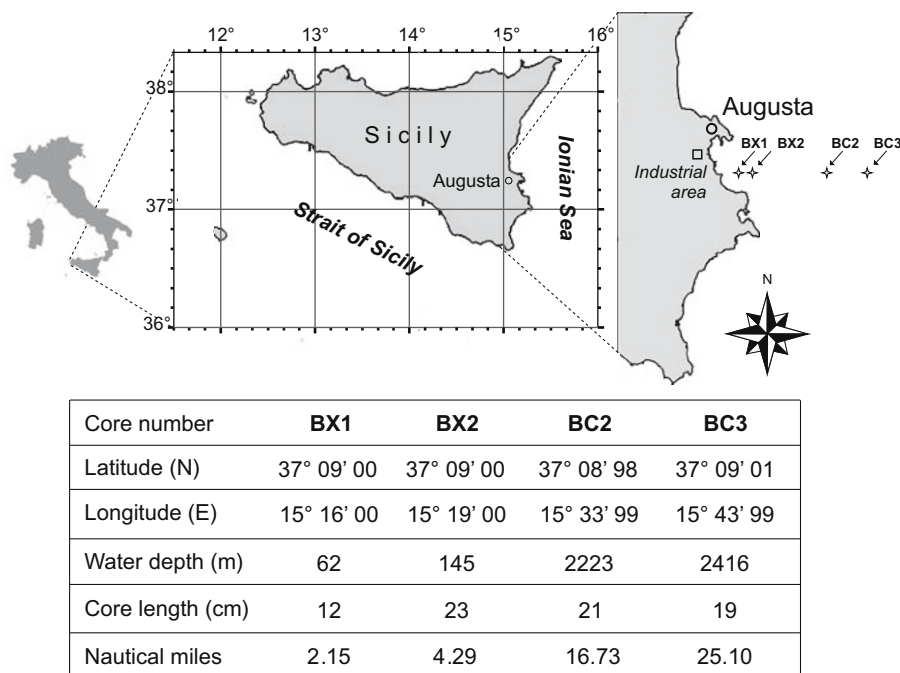 12° 13° 14° 15° 16°
38°
37°
36°
Sicily
Augusta
Ionian Sea
Strait of Sicily
Augusta
BX1 BX2 BC2 BC3
Industrial
area
N
Core number BX1 BX2 BC2 BC3
Latitude (N) 37° 09’ 00 37° 09’ 00 37° 08’ 98 37° 09’ 01
Longitude (E) 15° 16’ 00 15° 19’ 00 15° 33’ 99 15° 43’ 99
Water depth (m) 62 145 2223 2416
Core length (cm) 12 23 21 19
Nautical miles 2.15 4.29 16.73 25.10